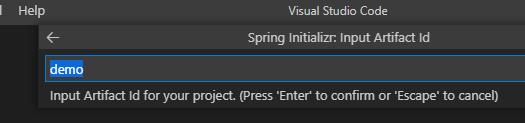 Help
Visual Studio Code
Spring Initializr: Input Artifact Id
demo
Input Artifact Id for your project. (Press 'Enter' to confirm or 'Escape' to cancel)